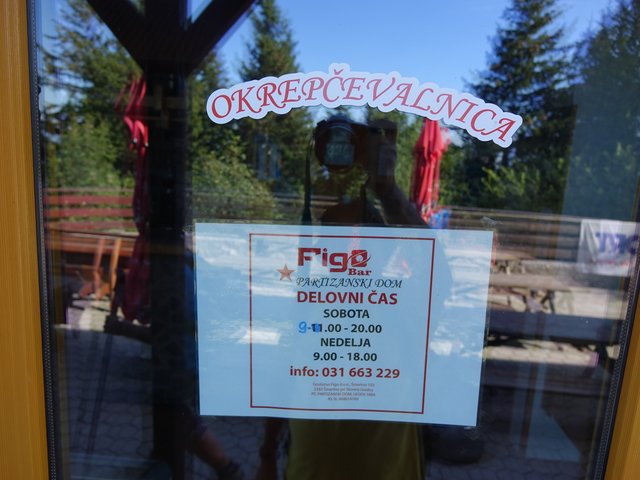 OKREPČEVALNICA
Figo
Bar
PARTIZANSKI DOM
DELOVNI ČAS
SOBOTA
9.00 - 20.00
NEDELJA
9.00 - 18.00
info: 031 663 229